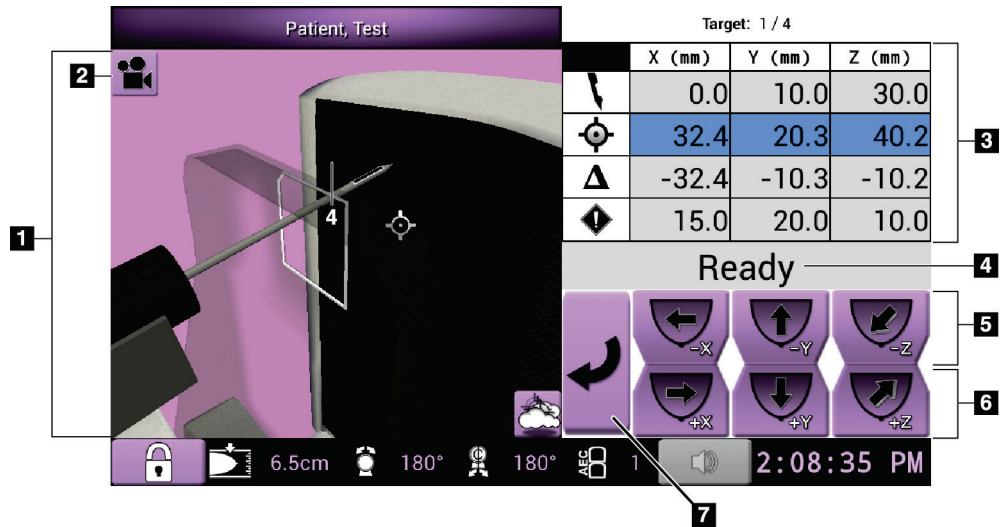 Patient, Test
Target: 1 / 4
X (mm) Y (mm) Z (mm)
0.0 10.0 30.0
32.4 20.3 40.2
Δ -32.4 -10.3 -10.2
! 15.0 20.0 10.0
Ready
-X -Y -Z
+X +Y +Z
4
6.5cm 180° C 180° AEC 1 2:08:35 PM
1
2
3
4
5
6
7